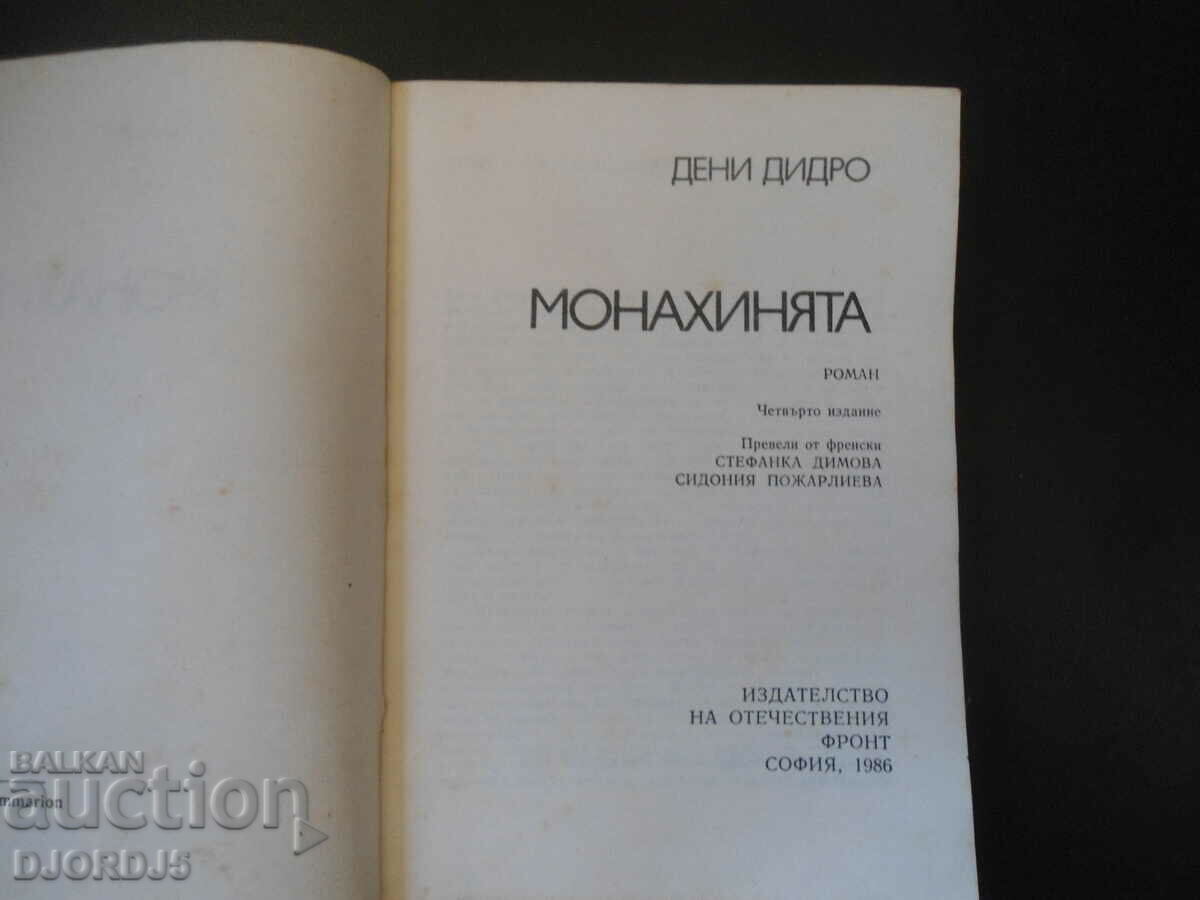 ДЕНИ ДИДРО
МОНАХИНЯТА
РОМАН
Четвърто издание
Превели от френски
СТЕФАНКА ДИМОВА
СИДОНИЯ ПОЖАРЛИЕВА
ИЗДАТЕЛСТВО
НА ОТЕЧЕСТВЕНИЯ
ФРОНТ
СОФИЯ, 1986
mmarion
BALKAN
auction
DJORDJ5